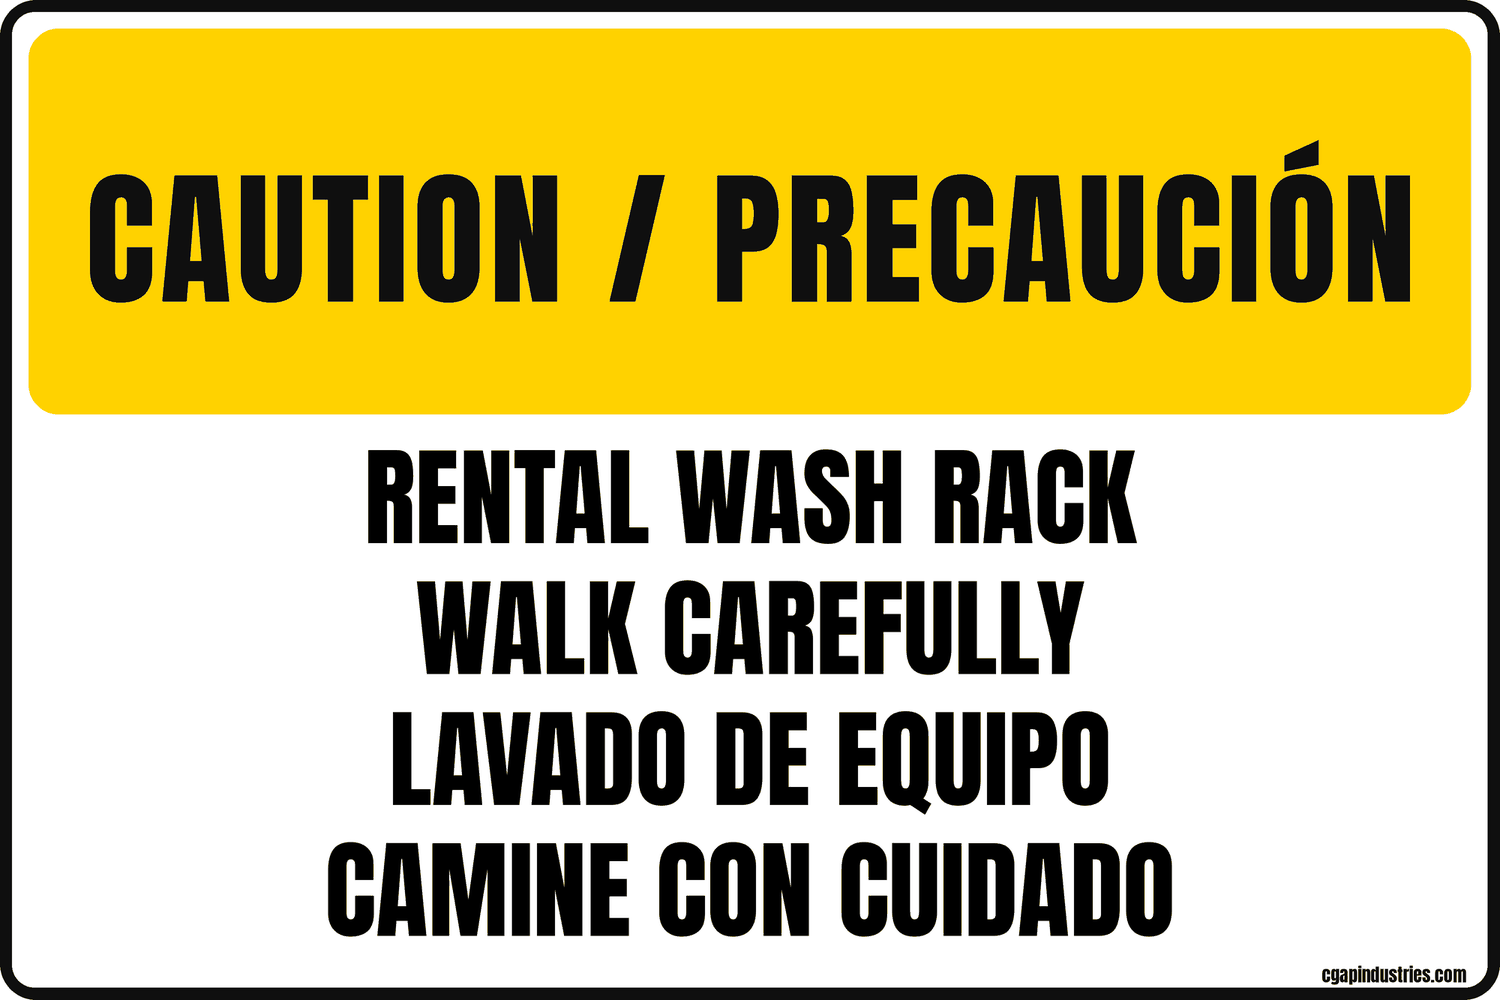 CAUTION / PRECAUCIÓN
RENTAL WASH RACK
WALK CAREFULLY
LAVADO DE EQUIPO
CAMINE CON CUIDADO
cgapindustries.com